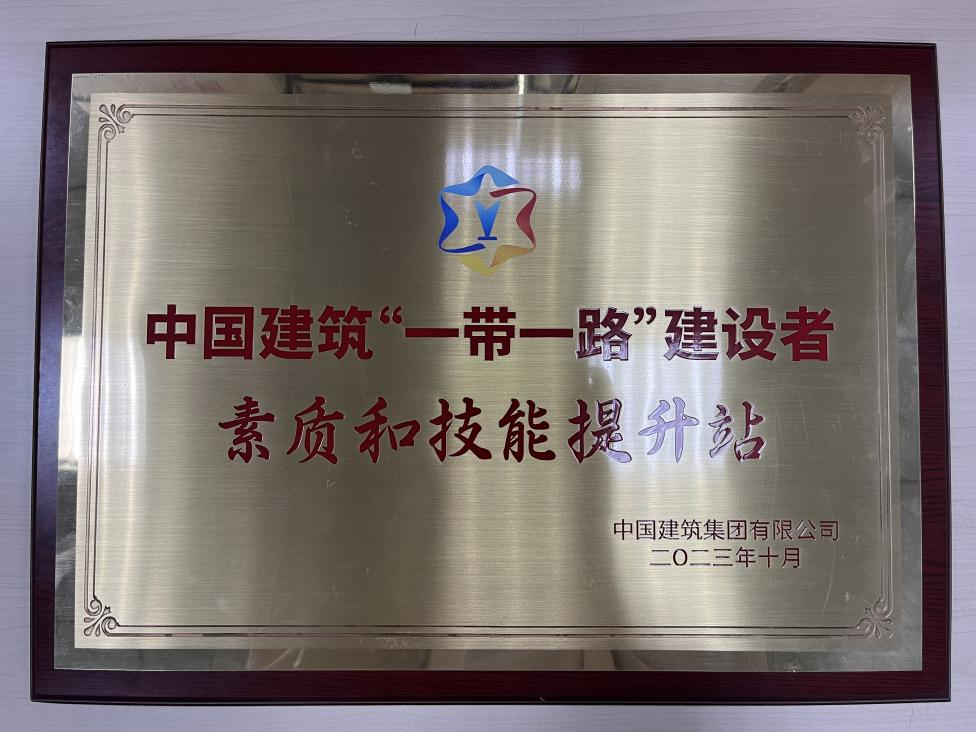 中国建筑“一带一路”建设者
素质和技能提升站
中国建筑集团有限公司
二〇二三年十月